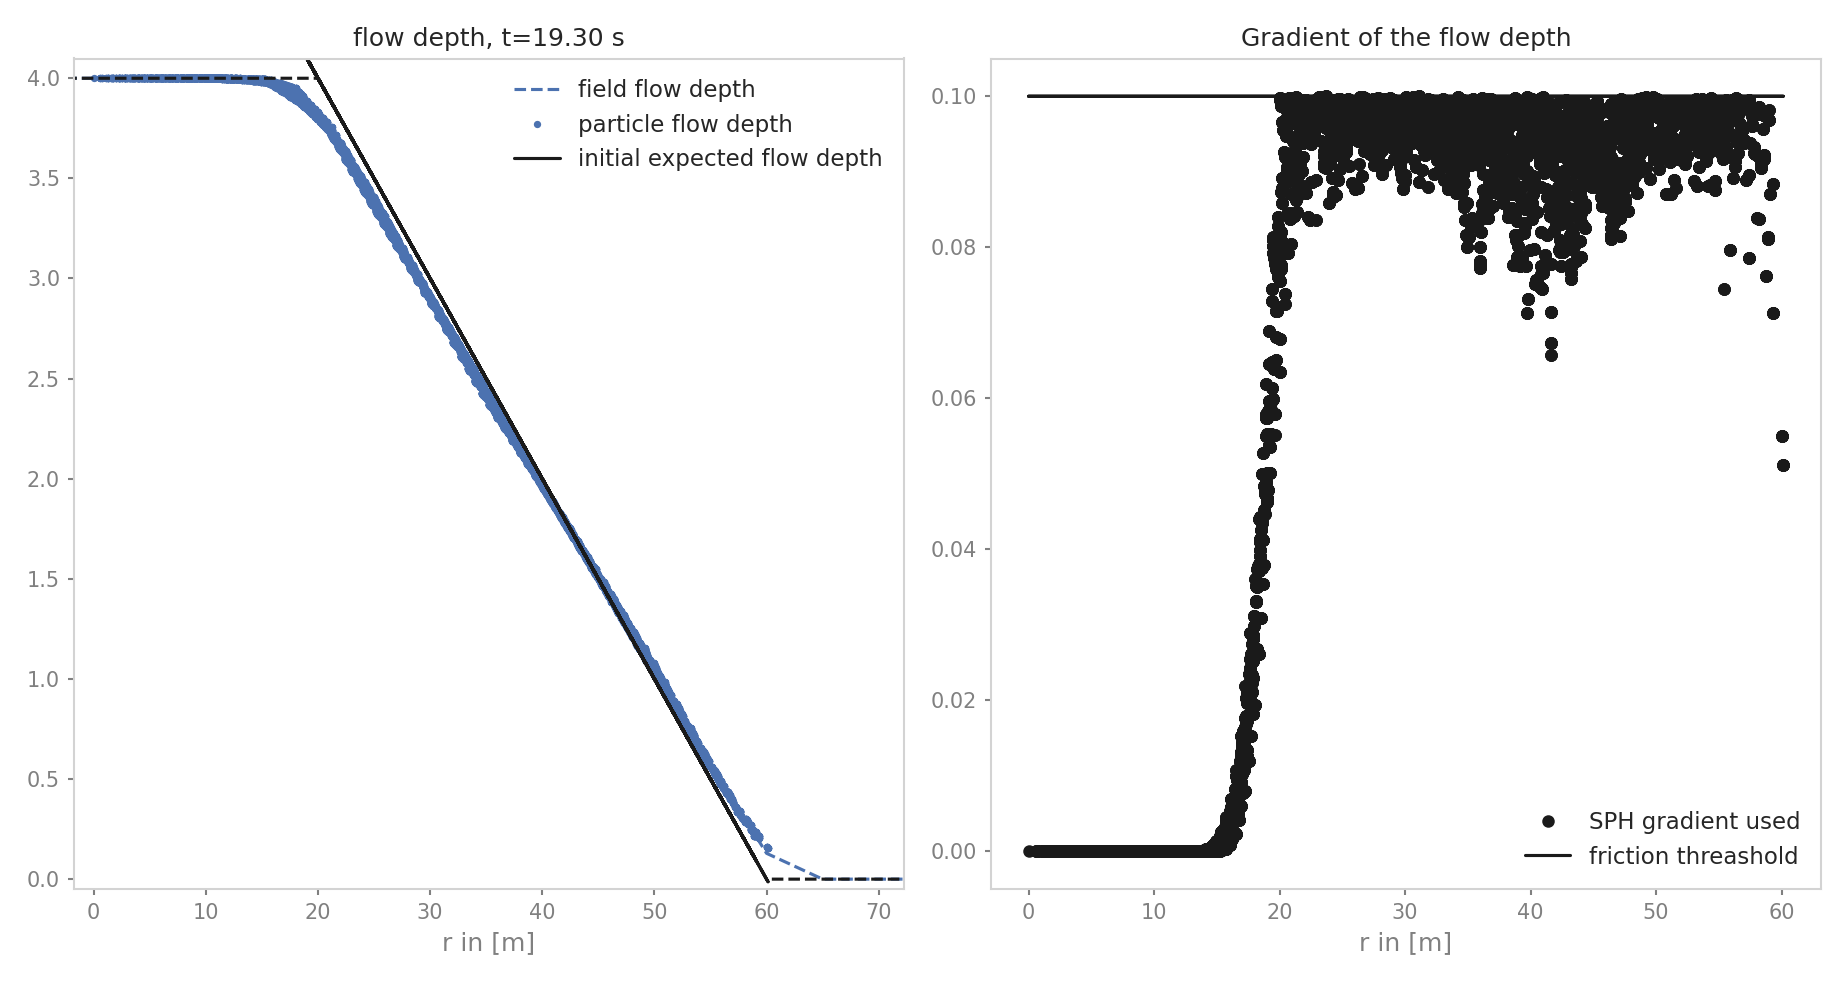 flow depth, t=19.30 s
4.0
3.5
3.0
2.5
2.0
1.5
1.0
0.5
0.0
field flow depth
particle flow depth
initial expected flow depth
0 10 20 30 40 50 60 70
r in [m]
Gradient of the flow depth
0.10
0.08
0.06
0.04
0.02
0.00
SPH gradient used
friction threashold
0 10 20 30 40 50 60
r in [m]